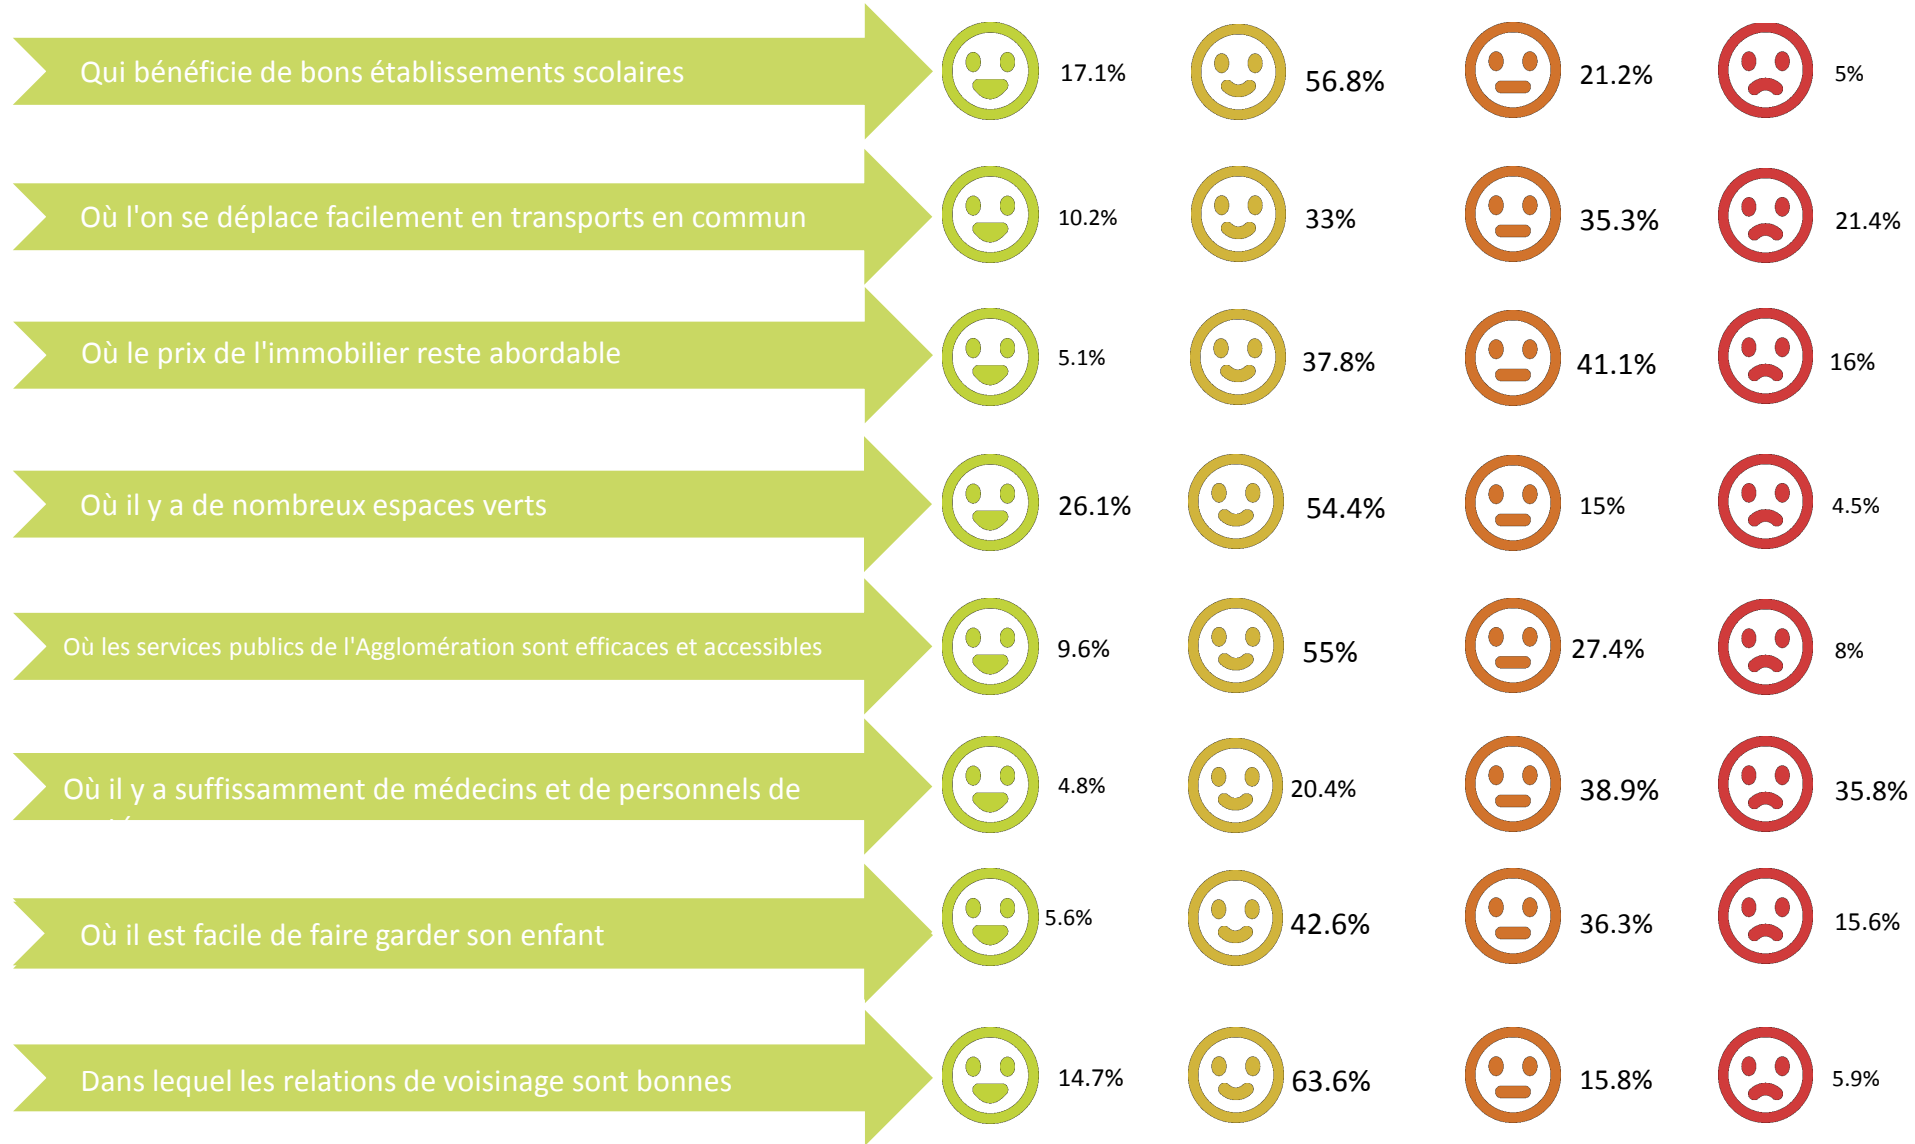 Qui bénéficie de bons établissements scolaires 17.1% 56.8% 21.2% 5%
Où l'on se déplace facilement en transports en commun 10.2% 33% 35.3% 21.4%
Où le prix de l'immobilier reste abordable 5.1% 37.8% 41.1% 16%
Où il y a de nombreux espaces verts 26.1% 54.4% 15% 4.5%
Où les services publics de l'Agglomération sont efficaces et accessibles 9.6% 55% 27.4% 8%
Où il y a suffissamment de médecins et de personnels de 4.8% 20.4% 38.9% 35.8%
Où il est facile de faire garder son enfant 5.6% 42.6% 36.3% 15.6%
Dans lequel les relations de voisinage sont bonnes 14.7% 63.6% 15.8% 5.9%